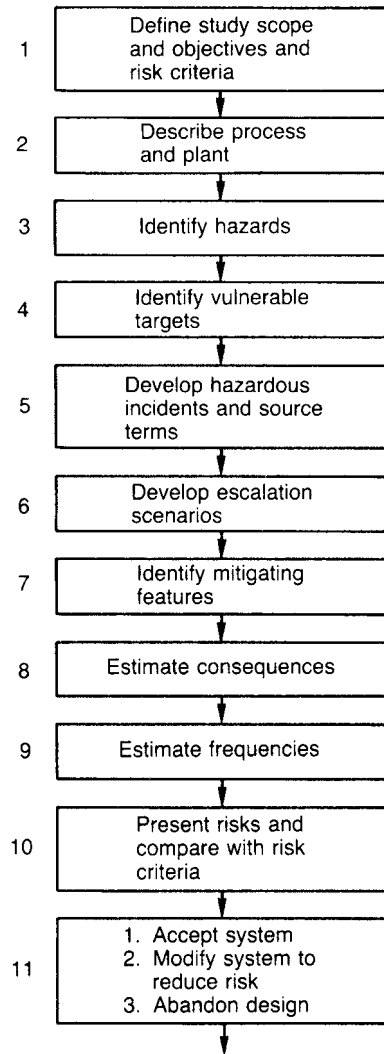 1
Define study scope
and objectives and
risk criteria
2
Describe process
and plant
3
Identify hazards
4
Identify vulnerable
targets
5
Develop hazardous
incidents and source
terms
6
Develop escalation
scenarios
7
Identify mitigating
features
8
Estimate consequences
9
Estimate frequencies
10
Present risks and
compare with risk
criteria
11
1. Accept system
2. Modify system to
reduce risk
3. Abandon design